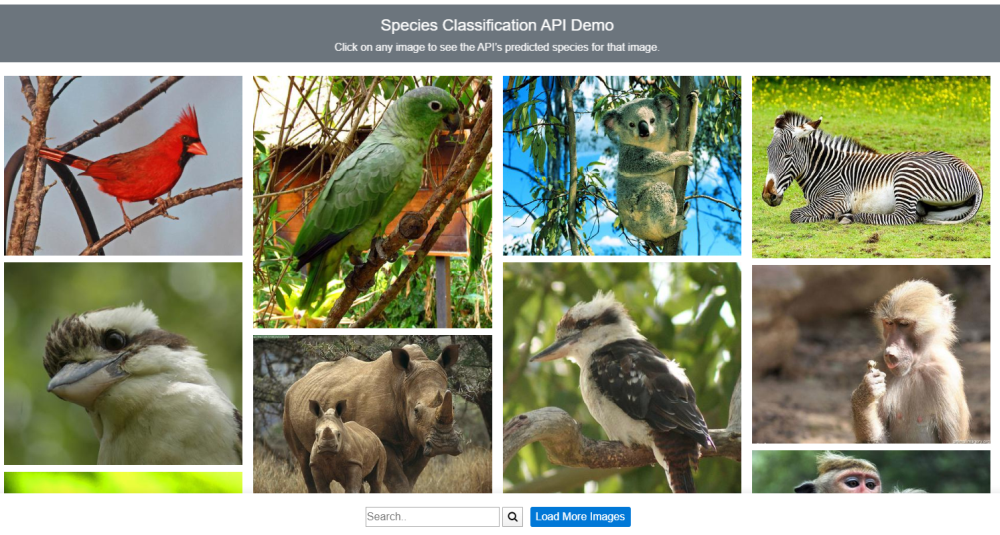 Species Classification API Demo
Click on any image to see the API's predicted species for that image.
Search..
Load More Images